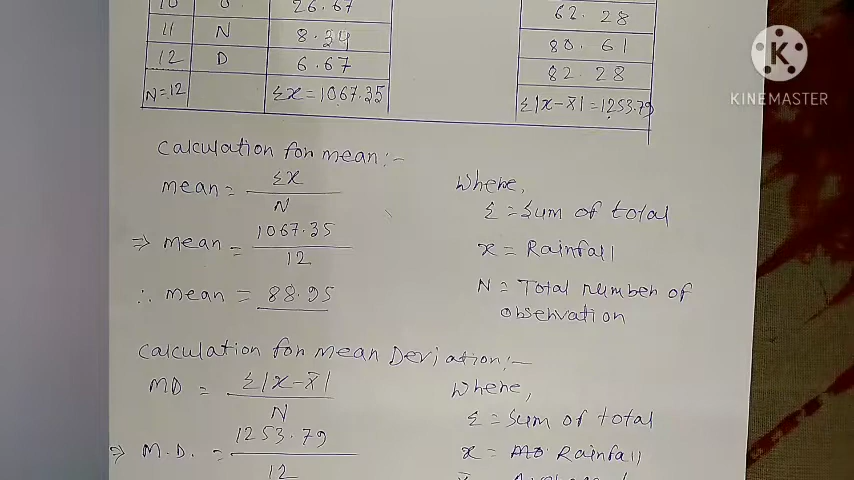 10 O 26.67 62.28
11 N 8.34 80.61
12 D 6.67 82.28
N=12 Σx=1067.35 Σ|x-x̄|=1253.79
K
KINEMASTER
Calculation for mean:-
mean = Σx / N
Where,
Σ = Sum of total
⇒ mean = 1067.35 / 12
x = Rainfall
∴ mean = 88.95
N = Total number of
observation
Calculation for mean Deviation:-
MD = Σ|x-x̄| / N
Where,
Σ = Sum of total
⇒ M.D. = 1253.79 / 12
x = Rainfall